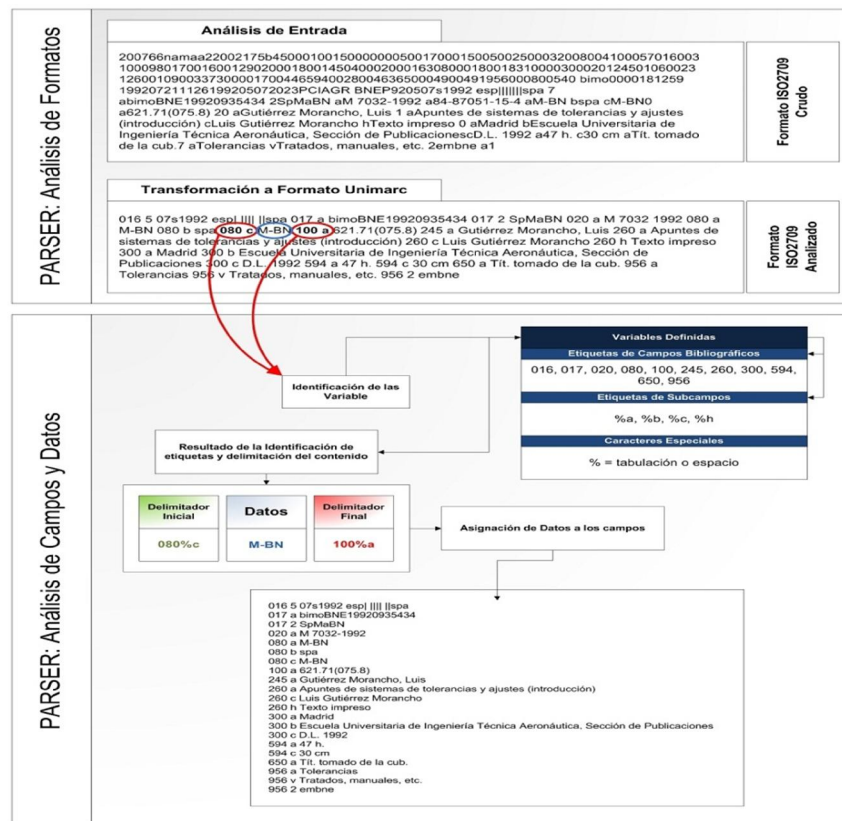 PARSER: Análisis de Formatos
Análisis de Entrada
200766namaa22002175b450001001500000005001700015005002500032008004100057016003
1000980170016001290200018001450400020001630800018001831000030002012450106002 3
126001090033730000170044659400280046365000490049195600080054 0 bimo0000181259
19920721112619920507 2023PCIAGR BNEP920507s1992 esp|||||||spa 7
abimoBNE19920935434 2SpMaBN aM 7032-1992 a84-87051-15-4 aM-BN bspa cM-BN0
a621.71(075.8) 20 aGutiérrez Morancho, Luis 1 aApuntes de sistemas de tolerancias y ajustes
(introducción) cLuis Gutiérrez Morancho hTexto impreso 0 aMadrid bEscuela Universitaria de
Ingeniería Técnica Aeronáutica, Sección de PublicacionescD.L. 1992 a47 h. c30 cm aTít. tomado
de la cub.7 aTolerancias vTratados, manuales, etc. 2embne a1
Formato ISO2709
Crudo
Transformación a Formato Unimarc
016 5 07s1992 esp| |||| ||spa 017 a bimoBNE19920935434 017 2 SpMaBN 020 a M 7032 1992 080 a
M-BN 080 b spa 080 c M-BN 100 a 621.71(075.8) 245 a Gutiérrez Morancho, Luis 260 a Apuntes de
sistemas de tolerancias y ajustes (introducción) 260 c Luis Gutiérrez Morancho 260 h Texto impreso
300 a Madrid 300 b Escuela Universitaria de Ingeniería Técnica Aeronáutica, Sección de
Publicaciones 300 c D.L. 1992 594 a 47 h. 594 c 30 cm 650 a Tít. tomado de la cub. 956 a
Tolerancias 956 v Tratados, manuales, etc. 956 2 embne
Formato
ISO2709
Analizado
PARSER: Análisis de Campos y Datos
Identificación de las
Variable
Variables Definidas
Etiquetas de Campos Bibliográficos
016, 017, 020, 080, 100, 245, 260, 300, 594,
650, 956
Etiquetas de Subcampos
%a, %b, %c, %h
Caracteres Especiales
% = tabulación o espacio
Resultado de la Identificación de
etiquetas y delimitación del contenido
Delimitador
Inicial
Datos
Delimitador
Final
080%c
M-BN
100%a
Asignación de Datos a los campos
016 5 07s1992 esp| |||| ||spa
017 a bimoBNE19920935434
017 2 SpMaBN
020 a M 7032-1992
080 a M-BN
080 b spa
080 c M-BN
100 a 621.71(075.8)
245 a Gutiérrez Morancho, Luis
260 a Apuntes de sistemas de tolerancias y ajustes (introducción)
260 c Luis Gutiérrez Morancho
260 h Texto impreso
300 a Madrid
300 b Escuela Universitaria de Ingeniería Técnica Aeronáutica, Sección de Publicaciones
300 c D.L. 1992
594 a 47 h.
594 c 30 cm
650 a Tít. tomado de la cub.
956 a Tolerancias
956 v Tratados, manuales, etc.
956 2 embne